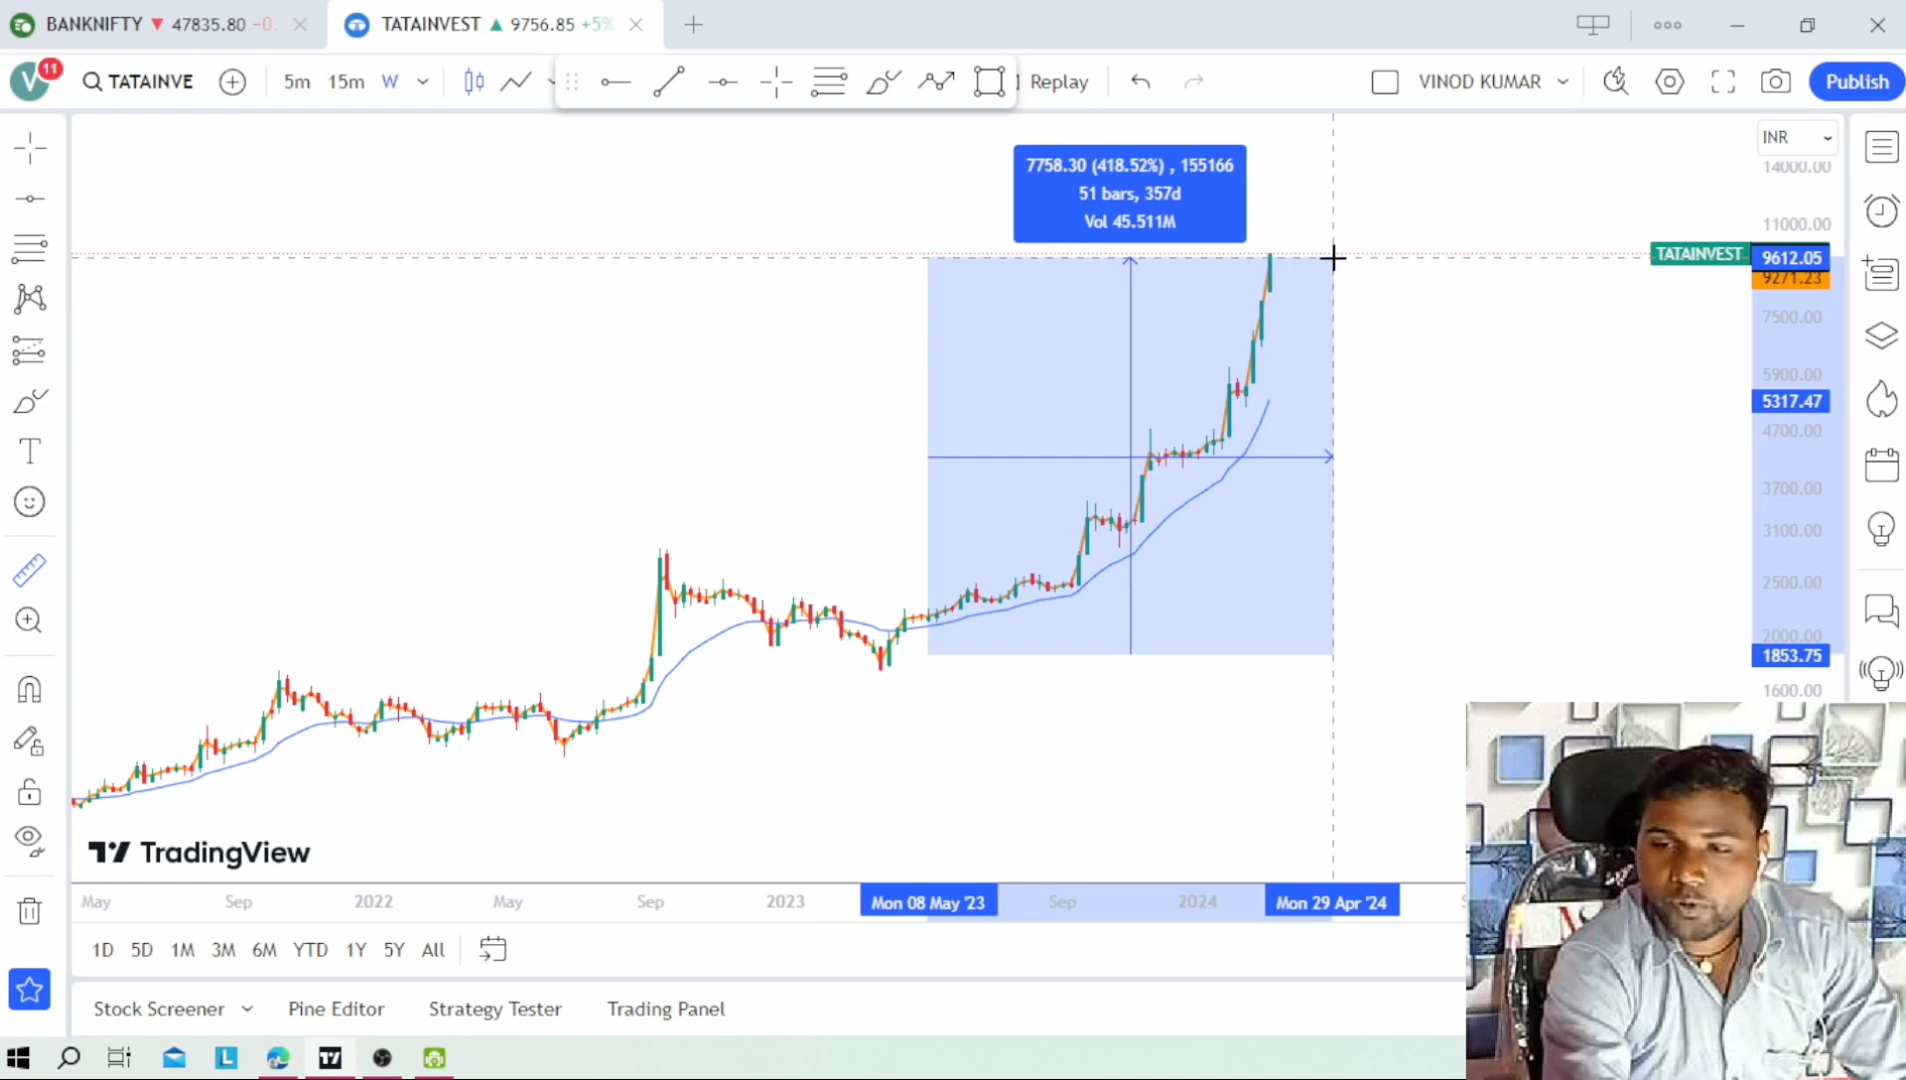 BANKNIFTY ▼ 47835.80 −0.
TATAINVEST ▲ 9756.85 +5%
V 11 TATAINVE 5m 15m W Replay VINOD KUMAR Publish
INR
14000.00
7758.30 (418.52%) , 155166
51 bars, 357d
Vol 45.511M
11000.00
TATAINVEST 9612.05
9271.23
7500.00
5900.00
5317.47
4700.00
3700.00
3100.00
2500.00
2000.00
1853.75
1600.00
TradingView
May Sep 2022 May Sep 2023 Mon 08 May '23 Sep 2024 Mon 29 Apr '24
1D 5D 1M 3M 6M YTD 1Y 5Y All
Stock Screener Pine Editor Strategy Tester Trading Panel